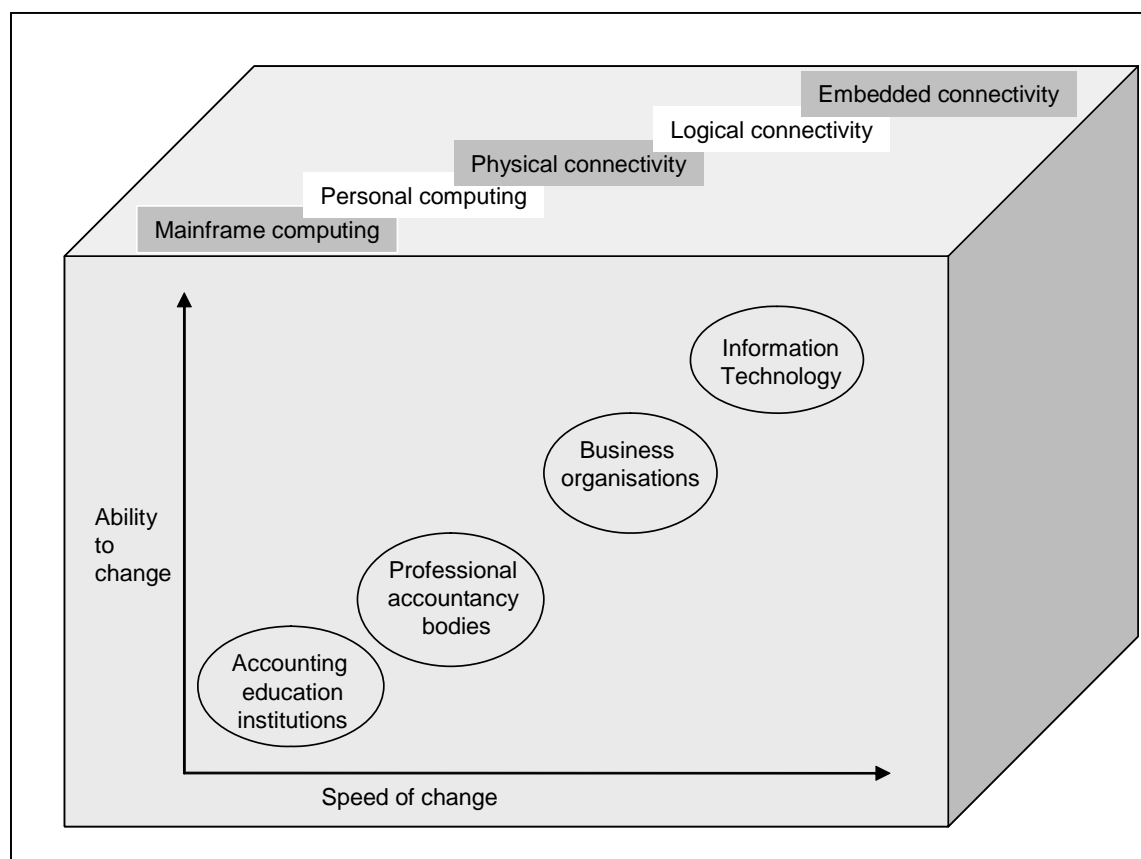 Embedded connectivity
Logical connectivity
Physical connectivity
Personal computing
Mainframe computing
Information
Technology
Business
organisations
Ability
to
change
Professional
accountancy
bodies
Accounting
education
institutions
Speed of change